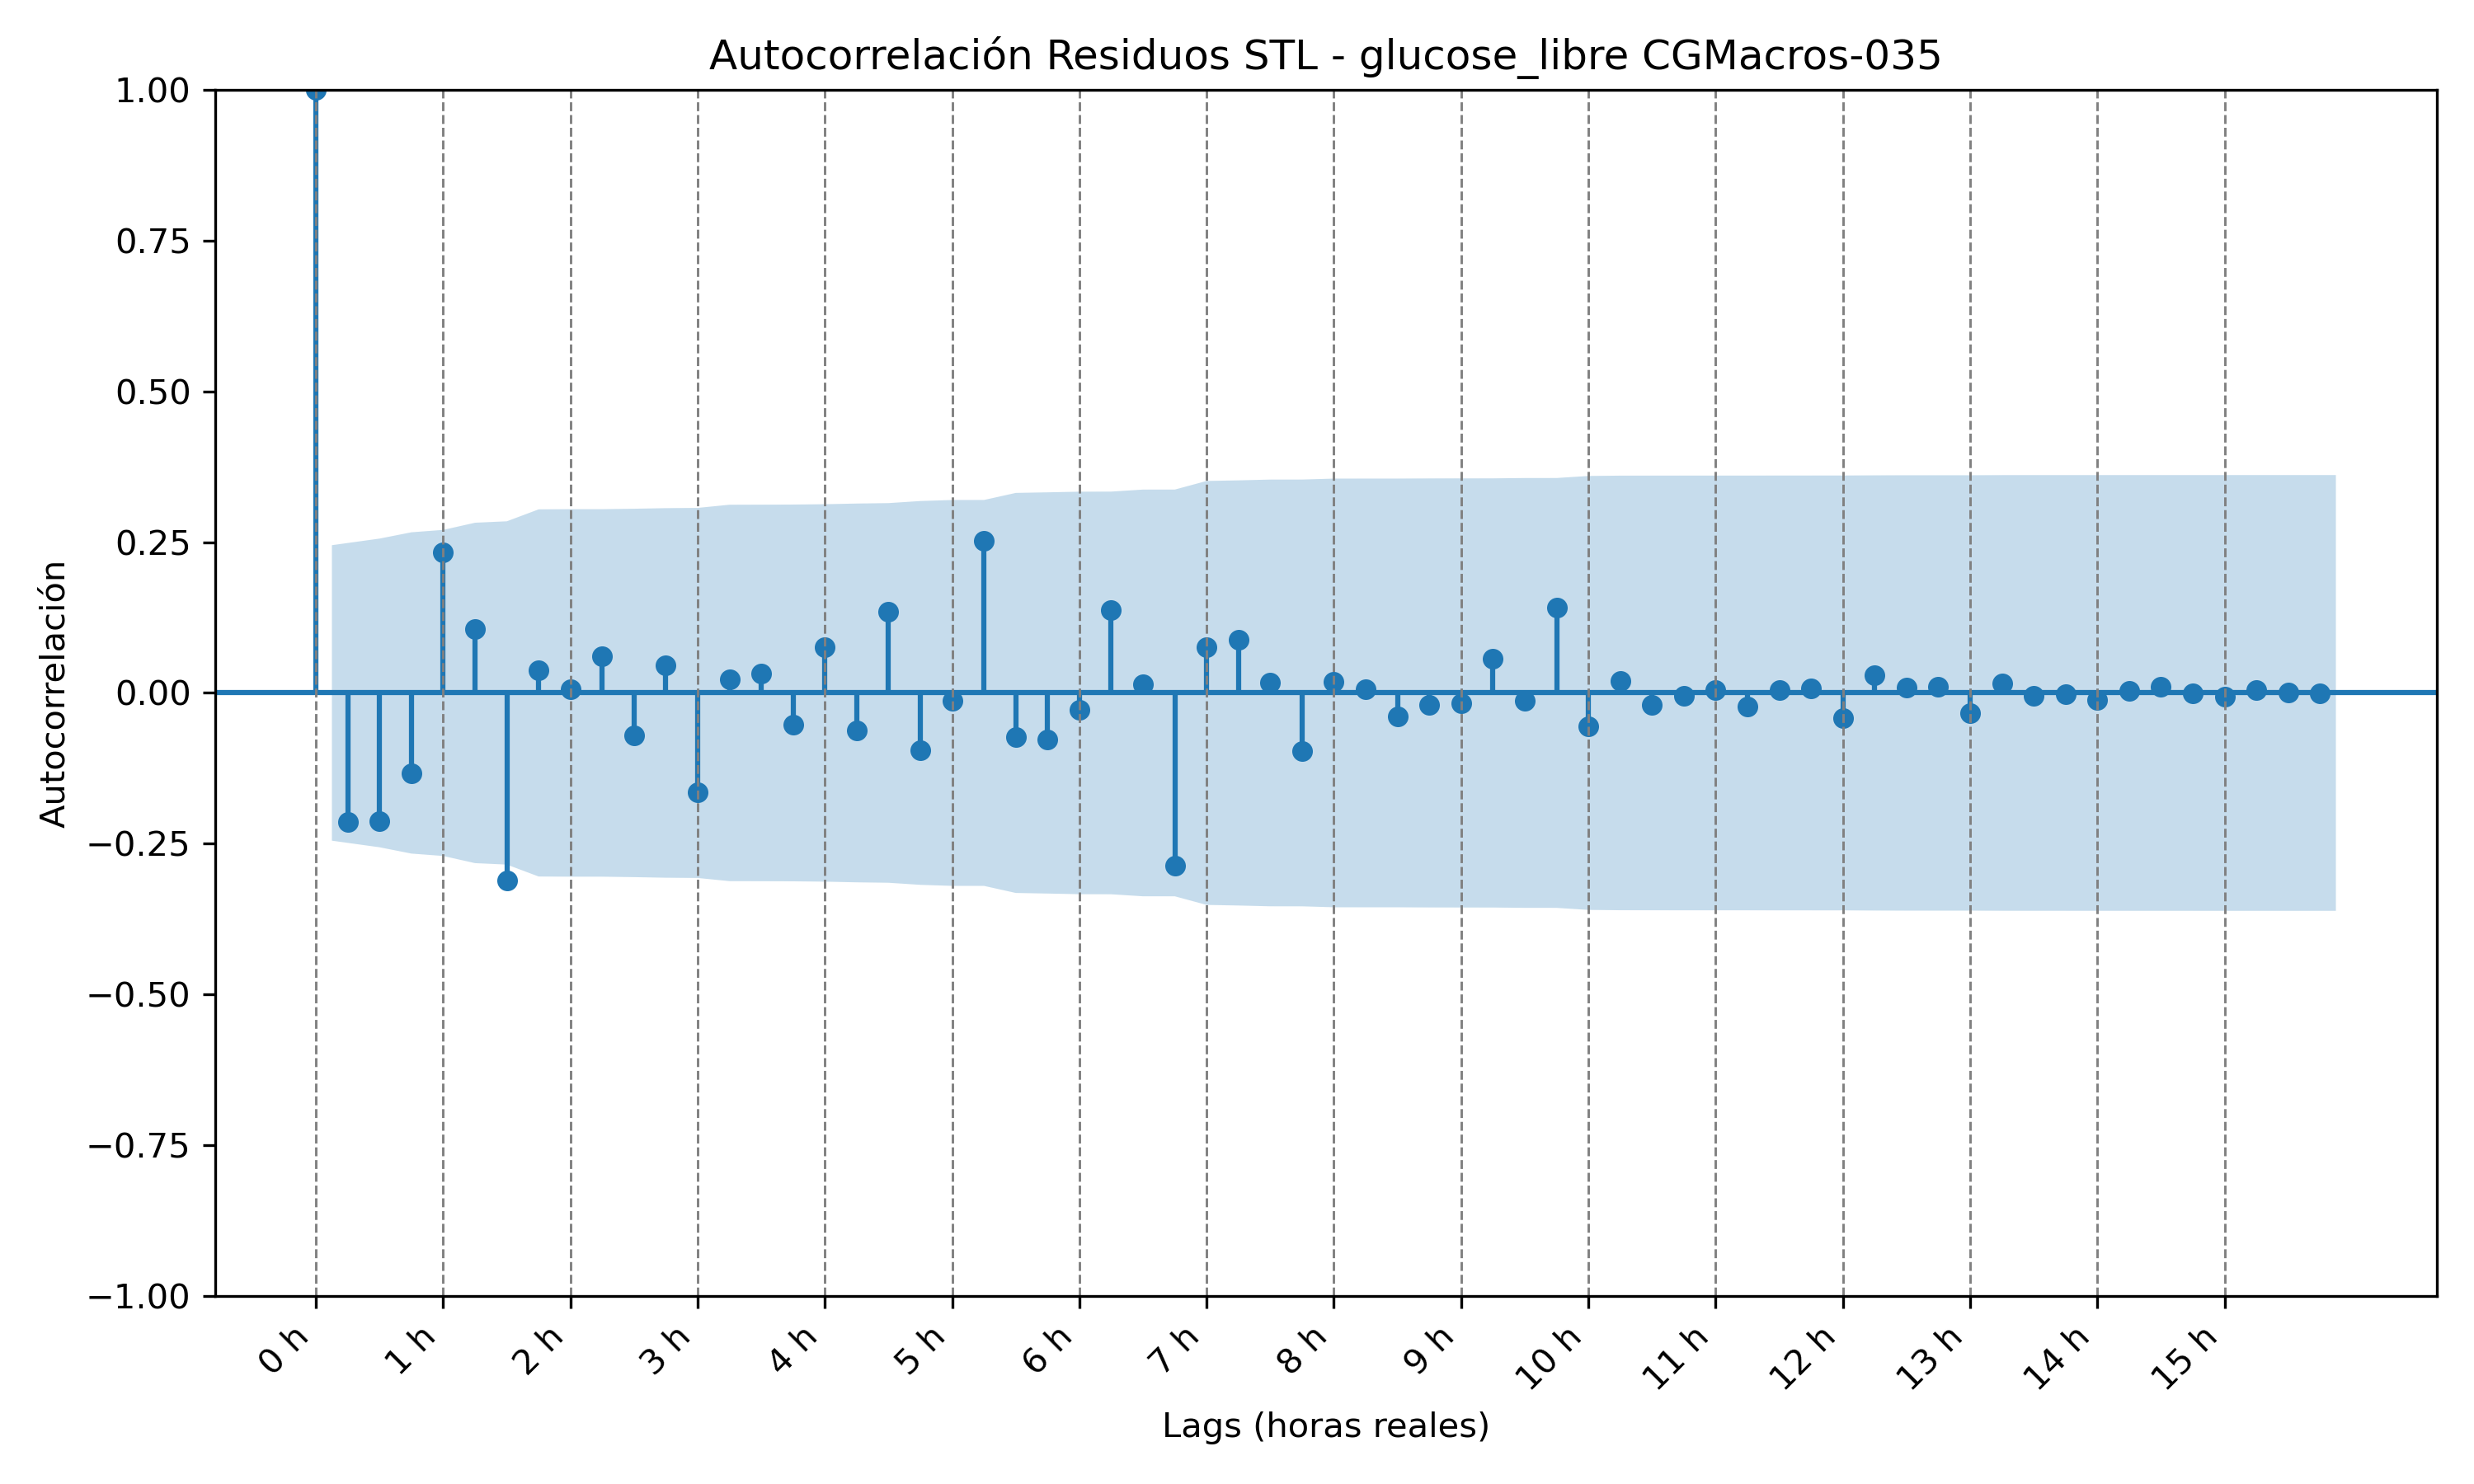 Autocorrelación Residuos STL - glucose_libre CGMacros-035
1.00
0.75
0.50
0.25
0.00
−0.25
−0.50
−0.75
−1.00
Autocorrelación
0 h 1 h 2 h 3 h 4 h 5 h 6 h 7 h 8 h 9 h 10 h 11 h 12 h 13 h 14 h 15 h
Lags (horas reales)